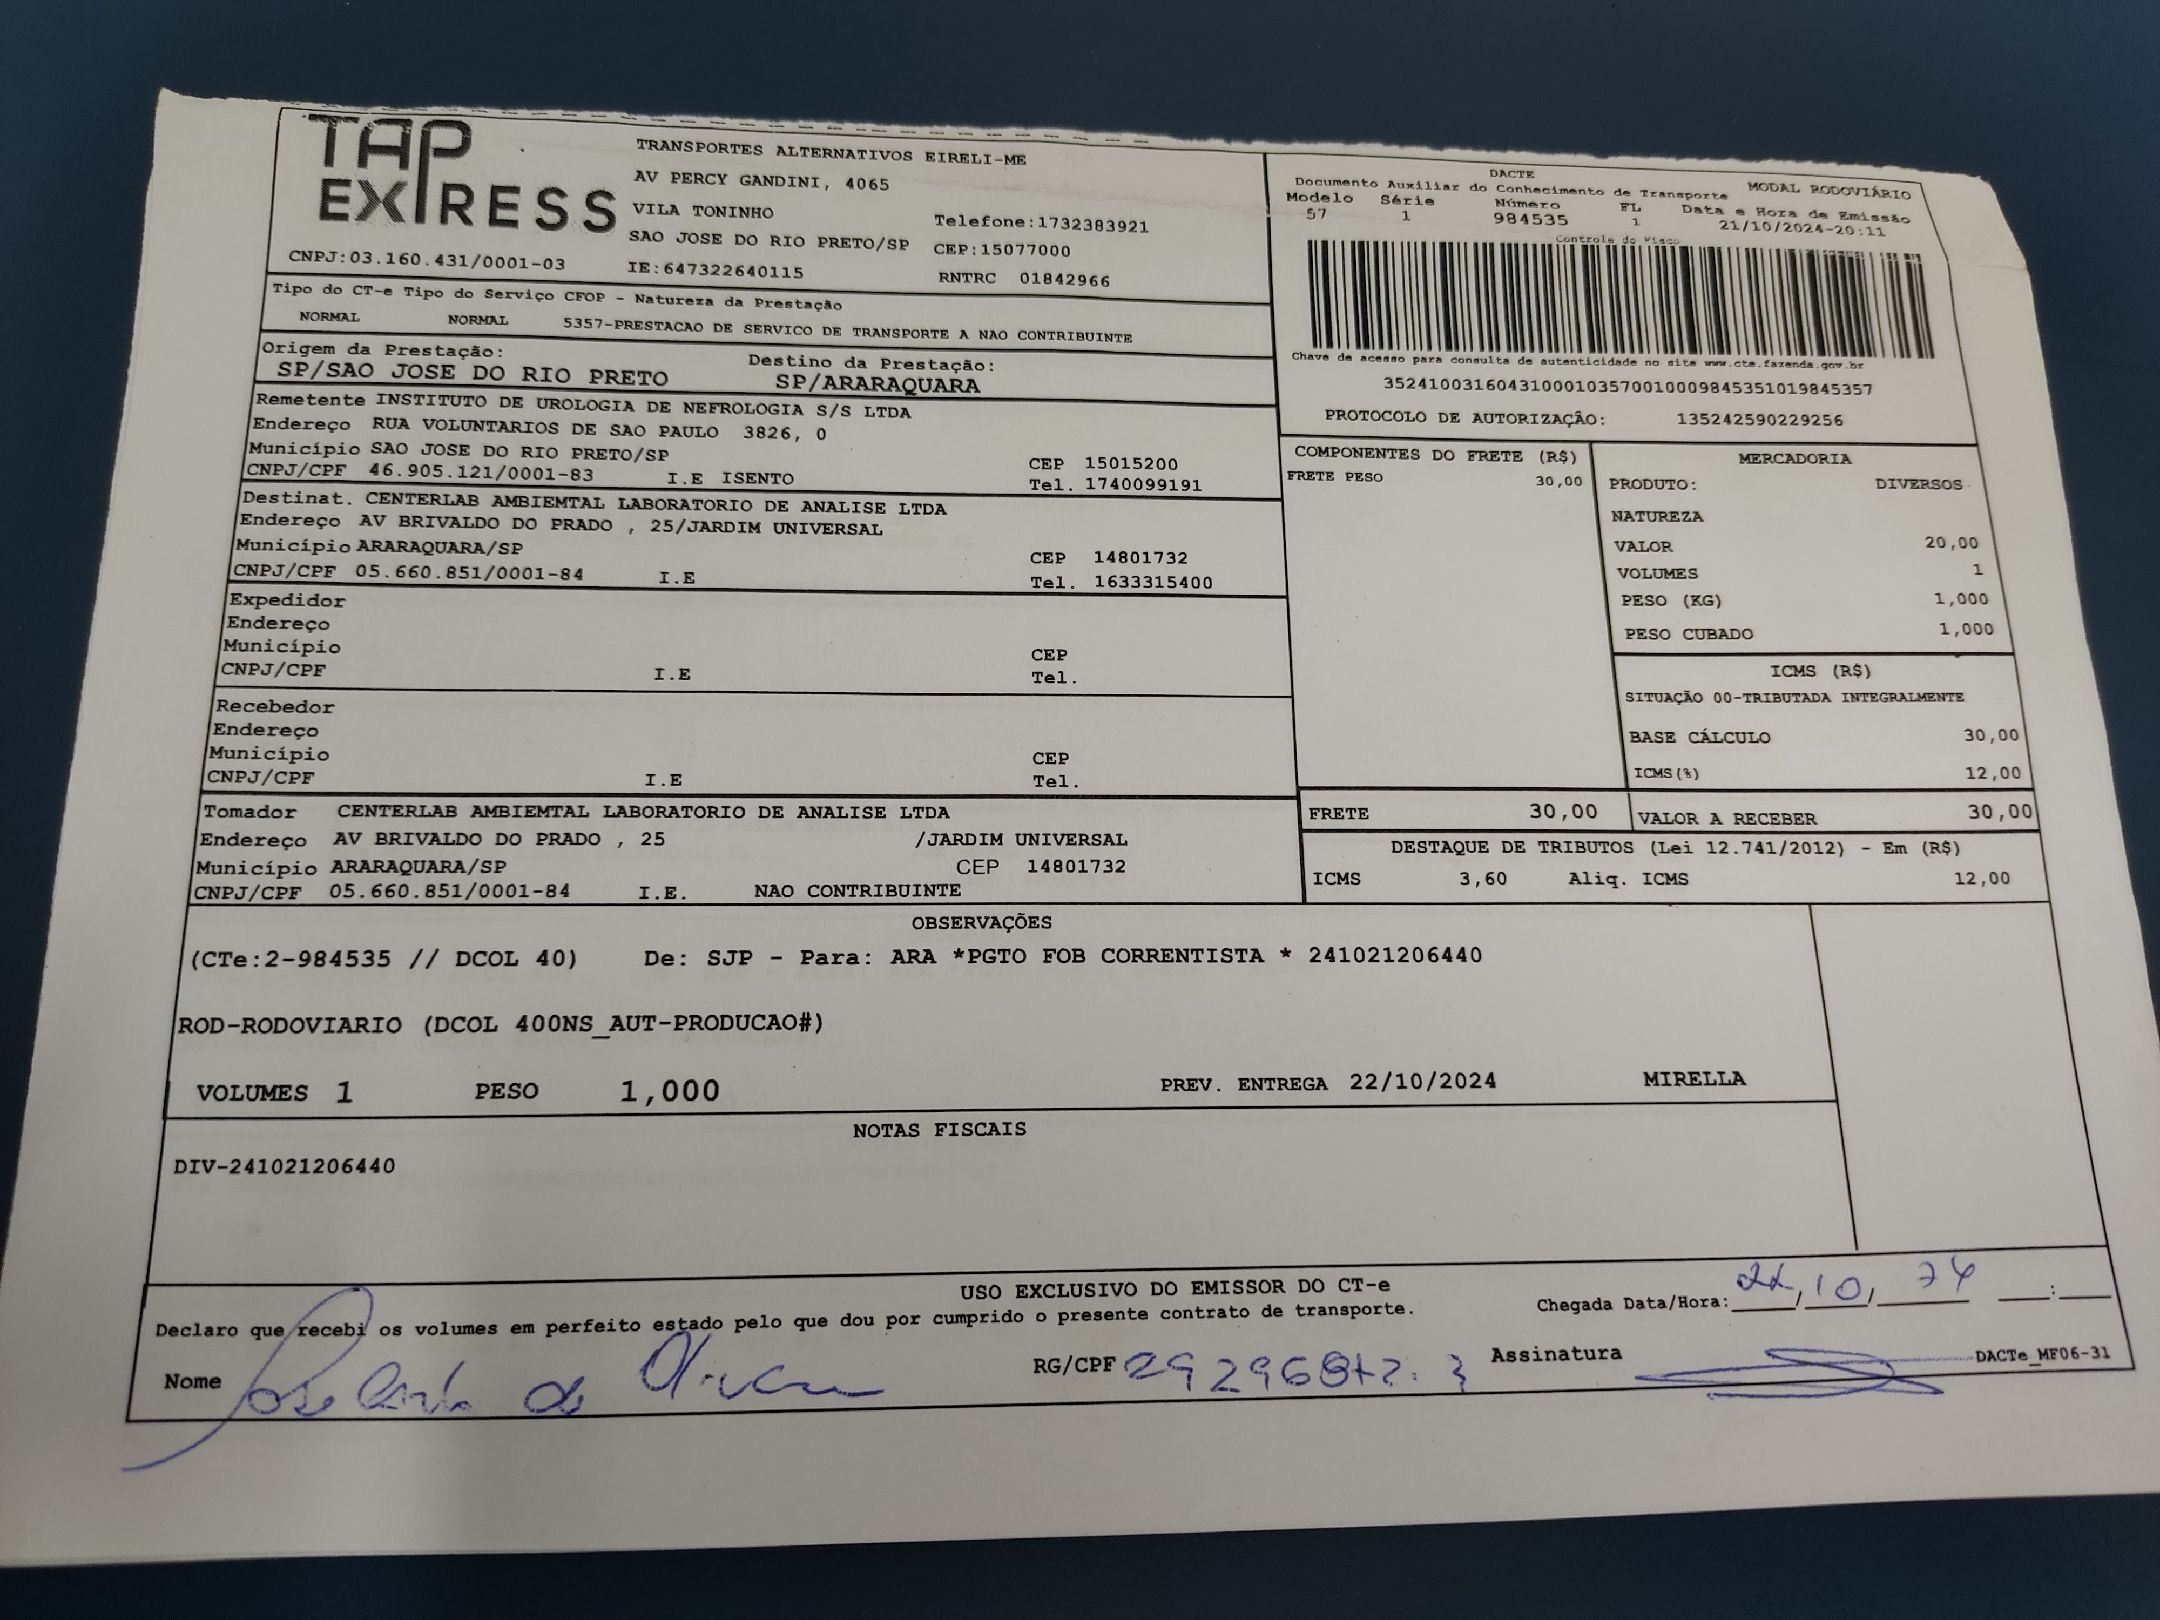 TAP EXPRESS
TRANSPORTES ALTERNATIVOS EIRELI-ME
AV PERCY GANDINI, 4065
VILA TONINHO
Telefone:1732383921
SAO JOSE DO RIO PRETO/SP CEP:15077000
CNPJ:03.160.431/0001-03 IE:647322640115 RNTRC 01842966
DACTE
Documento Auxiliar do Conhecimento de Transporte MODAL RODOVIÁRIO
Modelo Série Número FL Data e Hora de Emissão
57 1 984535 1 21/10/2024-20:11
Controle do Fisco
Chave de acesso para consulta de autenticidade no site www.cte.fazenda.gov.br
35241003160431000103570010009845351019845357
PROTOCOLO DE AUTORIZAÇÃO: 135242590229256
Tipo do CT-e Tipo do Serviço CFOP - Natureza da Prestação
NORMAL NORMAL 5357-PRESTACAO DE SERVICO DE TRANSPORTE A NAO CONTRIBUINTE
Origem da Prestação: Destino da Prestação:
SP/SAO JOSE DO RIO PRETO SP/ARARAQUARA
Remetente INSTITUTO DE UROLOGIA DE NEFROLOGIA S/S LTDA
Endereço RUA VOLUNTARIOS DE SAO PAULO 3826, 0
Município SAO JOSE DO RIO PRETO/SP CEP 15015200
CNPJ/CPF 46.905.121/0001-83 I.E ISENTO Tel. 1740099191
Destinat. CENTERLAB AMBIEMTAL LABORATORIO DE ANALISE LTDA
Endereço AV BRIVALDO DO PRADO , 25/JARDIM UNIVERSAL
Município ARARAQUARA/SP CEP 14801732
CNPJ/CPF 05.660.851/0001-84 I.E Tel. 1633315400
Expedidor
Endereço
Município CEP
CNPJ/CPF I.E Tel.
Recebedor
Endereço
Município CEP
CNPJ/CPF I.E Tel.
Tomador CENTERLAB AMBIEMTAL LABORATORIO DE ANALISE LTDA
Endereço AV BRIVALDO DO PRADO , 25 /JARDIM UNIVERSAL
Município ARARAQUARA/SP CEP 14801732
CNPJ/CPF 05.660.851/0001-84 I.E. NAO CONTRIBUINTE
COMPONENTES DO FRETE (R$)
FRETE PESO 30,00
MERCADORIA
PRODUTO: DIVERSOS
NATUREZA
VALOR 20,00
VOLUMES 1
PESO (KG) 1,000
PESO CUBADO 1,000
ICMS (R$)
SITUAÇÃO 00-TRIBUTADA INTEGRALMENTE
BASE CÁLCULO 30,00
ICMS(%) 12,00
FRETE 30,00 VALOR A RECEBER 30,00
DESTAQUE DE TRIBUTOS (Lei 12.741/2012) - Em (R$)
ICMS 3,60 Aliq. ICMS 12,00
OBSERVAÇÕES
(CTe:2-984535 // DCOL 40) De: SJP - Para: ARA *PGTO FOB CORRENTISTA * 241021206440
ROD-RODOVIARIO (DCOL 400NS_AUT-PRODUCAO#)
VOLUMES 1 PESO 1,000 PREV. ENTREGA 22/10/2024 MIRELLA
NOTAS FISCAIS
DIV-241021206440
USO EXCLUSIVO DO EMISSOR DO CT-e
Declaro que recebi os volumes em perfeito estado pelo que dou por cumprido o presente contrato de transporte.
Chegada Data/Hora: 22/10/24 :
Nome de Oliveira RG/CPF Assinatura DACTe_MF06-31